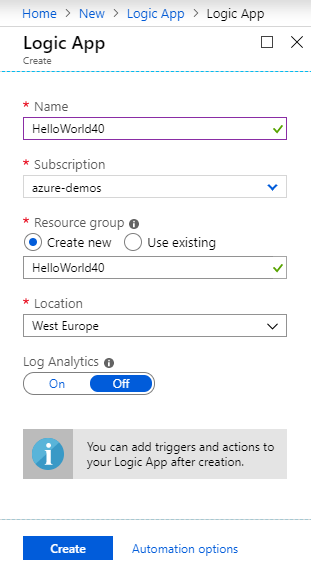 Home > New > Logic App > Logic App
Logic App
Create
* Name
HelloWorld40
* Subscription
azure-demos
* Resource group
Create new Use existing
HelloWorld40
* Location
West Europe
Log Analytics
On Off
You can add triggers and actions to
your Logic App after creation.
Create Automation options